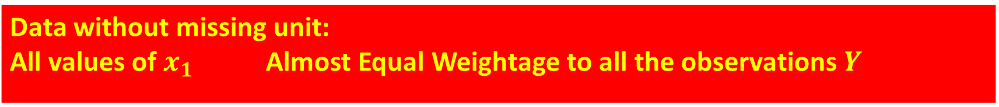 Data without missing unit:
All values of x₁ Almost Equal Weightage to all the observations Y